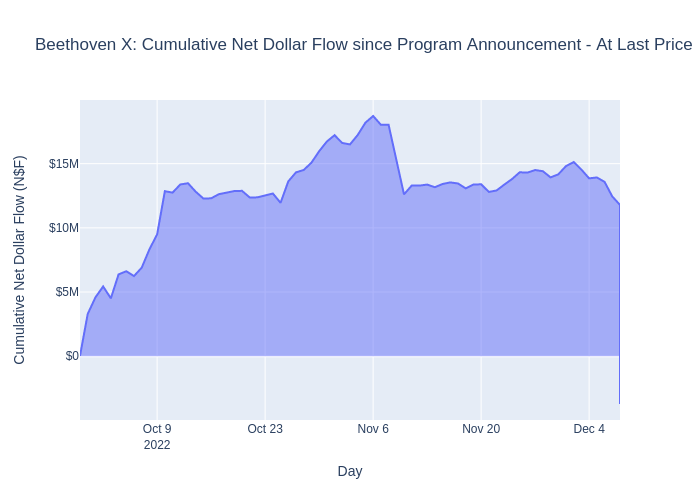 Beethoven X: Cumulative Net Dollar Flow since Program Announcement - At Last Price
Cumulative Net Dollar Flow (N$F)
$15M
$10M
$5M
$0
Oct 9
2022
Oct 23
Nov 6
Nov 20
Dec 4
Day